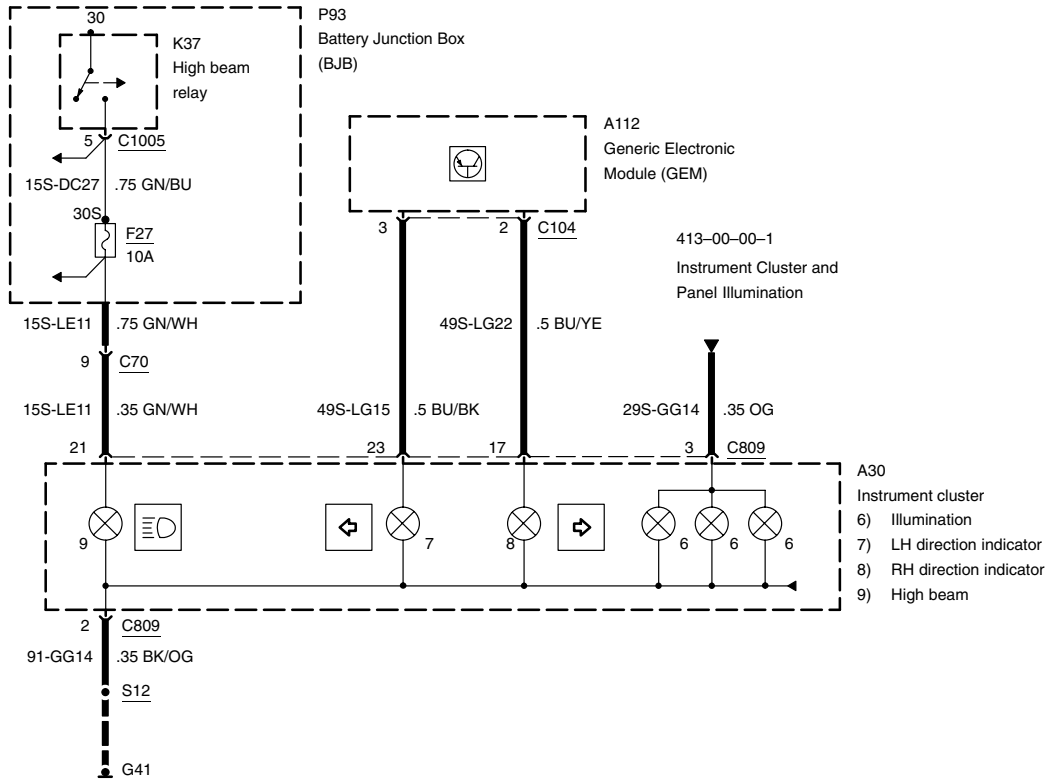 30
P93
Battery Junction Box
(BJB)
K37
High beam
relay
5 C1005
15S-DC27 .75 GN/BU
30S
F27
10A
A112
Generic Electronic
Module (GEM)
3 2 C104
413–00–00–1
Instrument Cluster and
Panel Illumination
15S-LE11 .75 GN/WH
49S-LG22 .5 BU/YE
9 C70
15S-LE11 .35 GN/WH
49S-LG15 .5 BU/BK
29S-GG14 .35 OG
21 23 17 3 C809
A30
Instrument cluster
6) Illumination
7) LH direction indicator
8) RH direction indicator
9) High beam
9 7 8 6 6 6
2 C809
91-GG14 .35 BK/OG
S12
G41